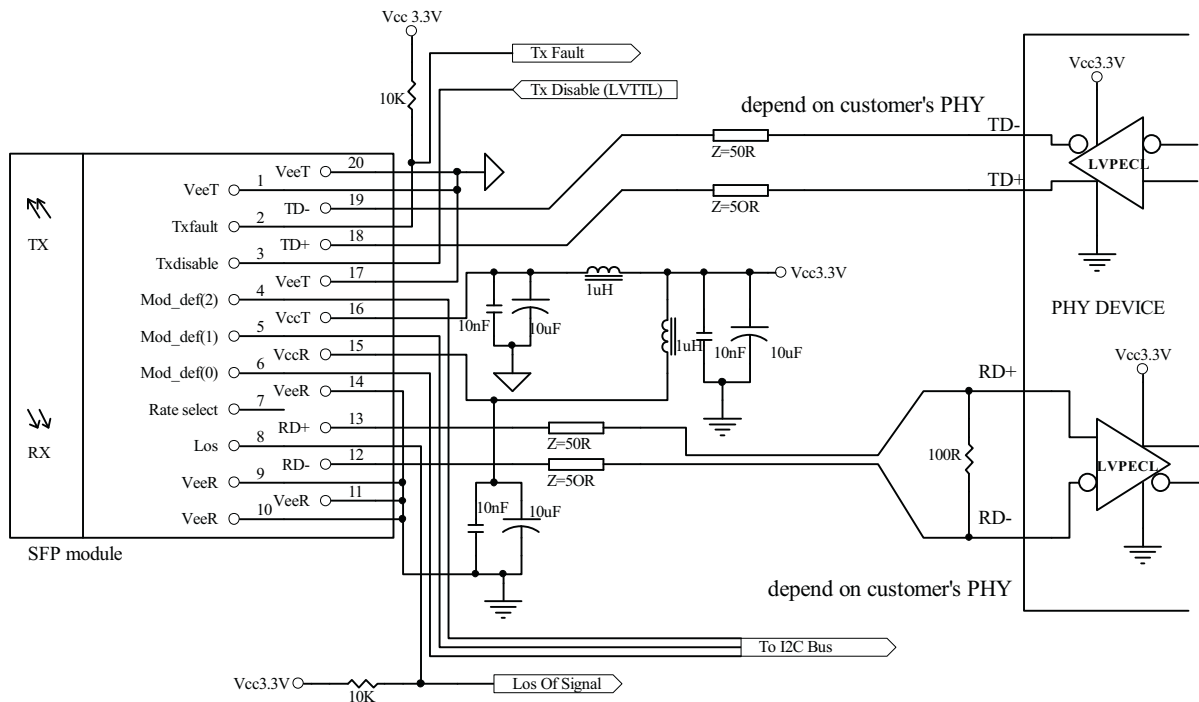 Vcc 3.3V
Tx Fault
Tx Disable (LVTTL)
10K
depend on customer's PHY
Vcc3.3V
TD-
Z=50R
LVPECL
TD+
Z=5OR
TX
VeeT 20
VeeT 1
TD- 19
Txfault 2
TD+ 18
Txdisable 3
VeeT 17
Mod_def(2) 4
VccT 16
Mod_def(1) 5
VccR 15
Mod_def(0) 6
VeeR 14
Rate select 7
RD+ 13
Los 8
RD- 12
VeeR 9
VeeR 11
VeeR 10
RX
SFP module
1uH
Vcc3.3V
10nF
10uF
1uH
10nF
10uF
PHY DEVICE
Vcc3.3V
RD+
Z=50R
Z=5OR
100R
LVPECL
RD-
10nF
10uF
depend on customer's PHY
To I2C Bus
Vcc3.3V
10K
Los Of Signal